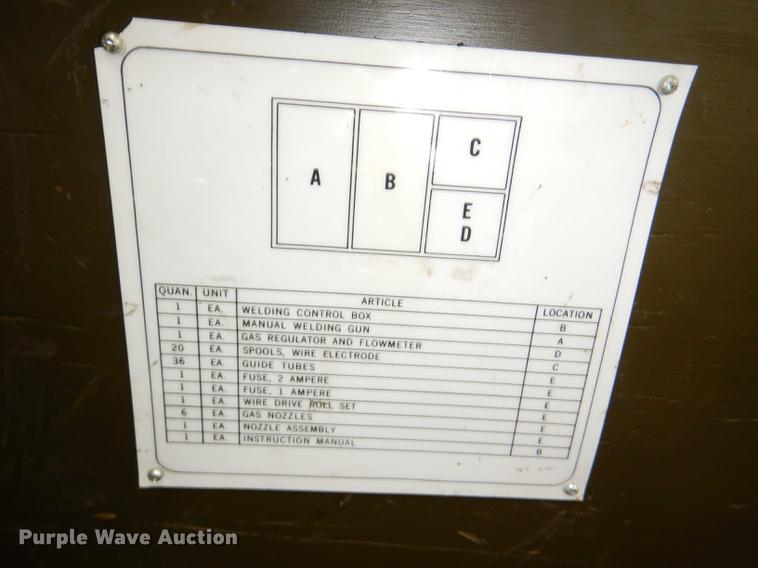 A
B
C
E
D
QUAN. UNIT ARTICLE LOCATION
1 EA. WELDING CONTROL BOX B
1 EA. MANUAL WELDING GUN A
1 EA. GAS REGULATOR AND FLOWMETER D
20 EA. SPOOLS, WIRE ELECTRODE C
36 EA. GUIDE TUBES E
1 EA. FUSE, 2 AMPERE E
1 EA. FUSE, 1 AMPERE E
1 EA. WIRE DRIVE ROLL SET E
6 EA. GAS NOZZLES E
1 EA. NOZZLE ASSEMBLY E
1 EA. INSTRUCTION MANUAL B
Purple Wave Auction